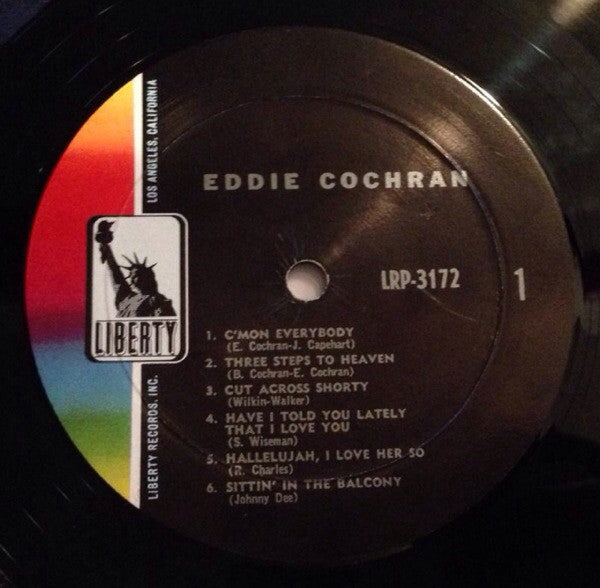 EDDIE COCHRAN
LRP-3172
1
LIBERTY
LOS ANGELES, CALIFORNIA
LIBERTY RECORDS, INC.
1. C'MON EVERYBODY
(E. Cochran-J. Capehart)
2. THREE STEPS TO HEAVEN
(B. Cochran-E. Cochran)
3. CUT ACROSS SHORTY
(Wilkin-Walker)
4. HAVE I TOLD YOU LATELY
THAT I LOVE YOU
(S. Wiseman)
5. HALLELUJAH, I LOVE HER SO
(R. Charles)
6. SITTIN' IN THE BALCONY
(Johnny Dee)